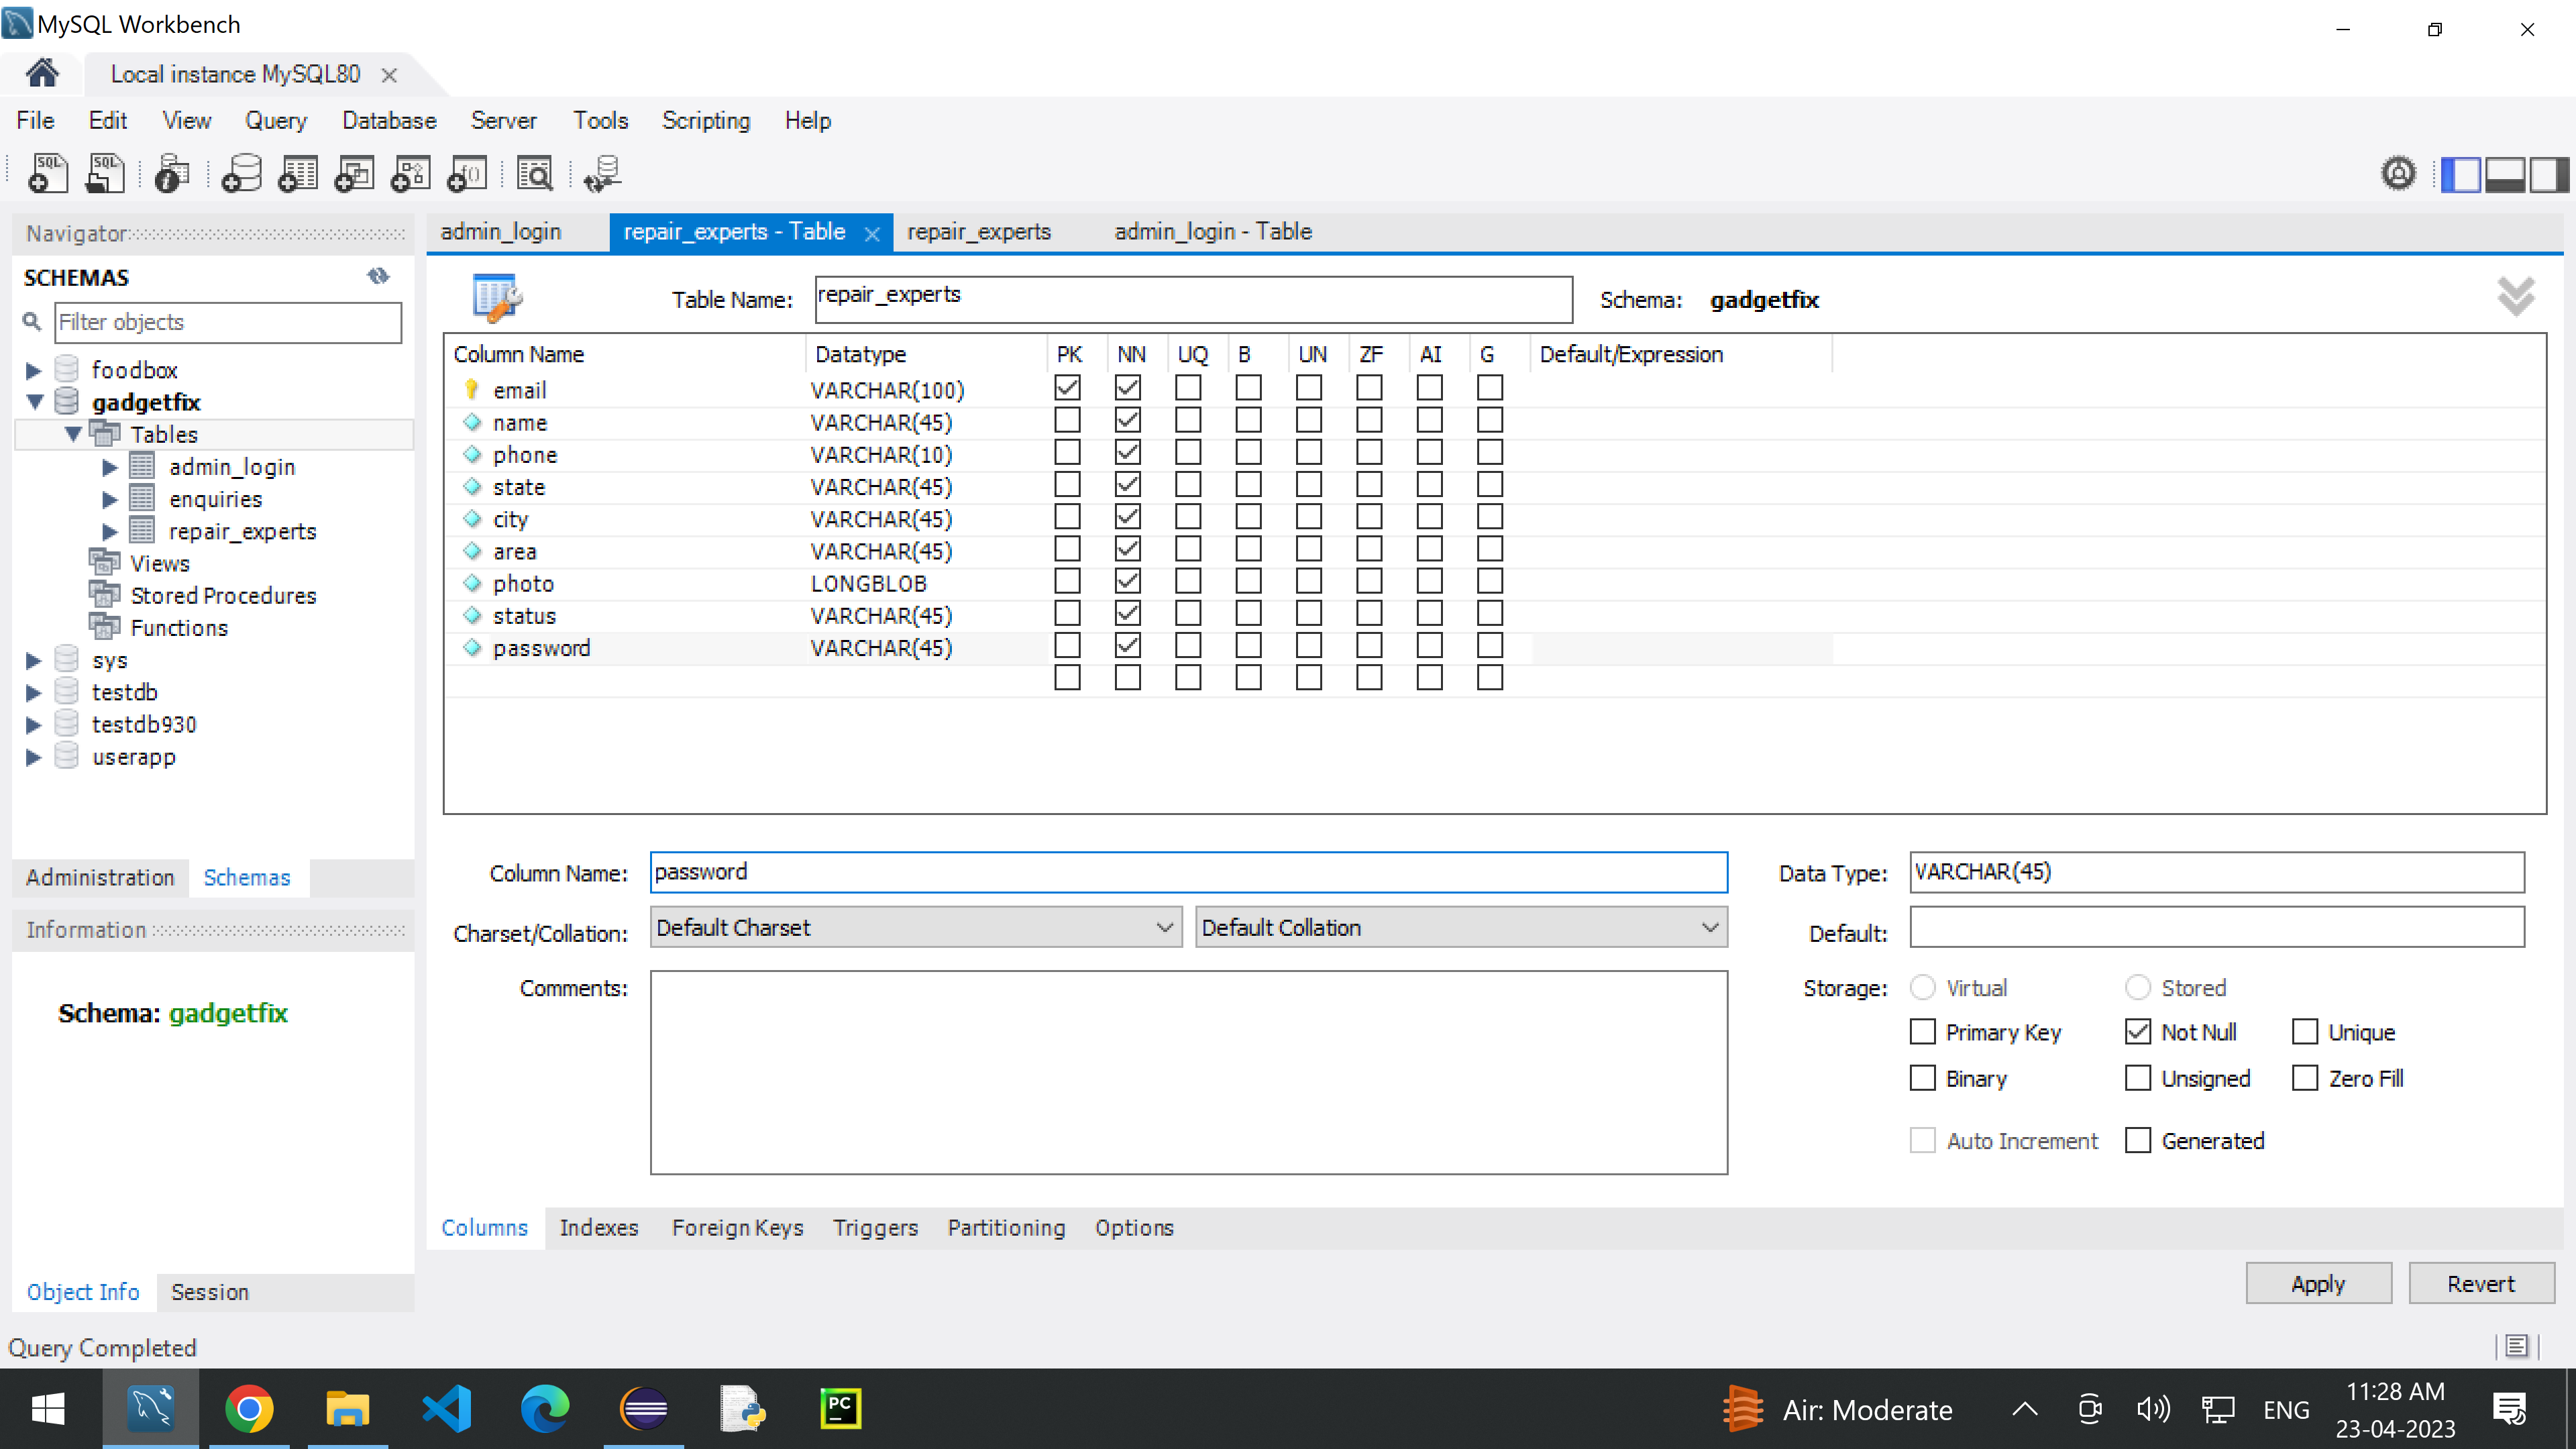 MySQL Workbench
Local instance MySQL80
File Edit View Query Database Server Tools Scripting Help
SQL SQL
Navigator
SCHEMAS
Filter objects
foodbox
gadgetfix
Tables
admin_login
enquiries
repair_experts
Views
Stored Procedures
Functions
sys
testdb
testdb930
userapp
Administration Schemas
Information
Schema: gadgetfix
Object Info Session
admin_login repair_experts - Table repair_experts admin_login - Table
Table Name: repair_experts Schema: gadgetfix
Column Name Datatype PK NN UQ B UN ZF AI G Default/Expression
email VARCHAR(100)
name VARCHAR(45)
phone VARCHAR(10)
state VARCHAR(45)
city VARCHAR(45)
area VARCHAR(45)
photo LONGBLOB
status VARCHAR(45)
password VARCHAR(45)
Column Name: password Data Type: VARCHAR(45)
Charset/Collation: Default Charset Default Collation Default:
Comments: Storage: Virtual Stored
Primary Key Not Null Unique
Binary Unsigned Zero Fill
Auto Increment Generated
Columns Indexes Foreign Keys Triggers Partitioning Options
Apply Revert
Query Completed
PC
Air: Moderate ENG
11:28 AM
23-04-2023